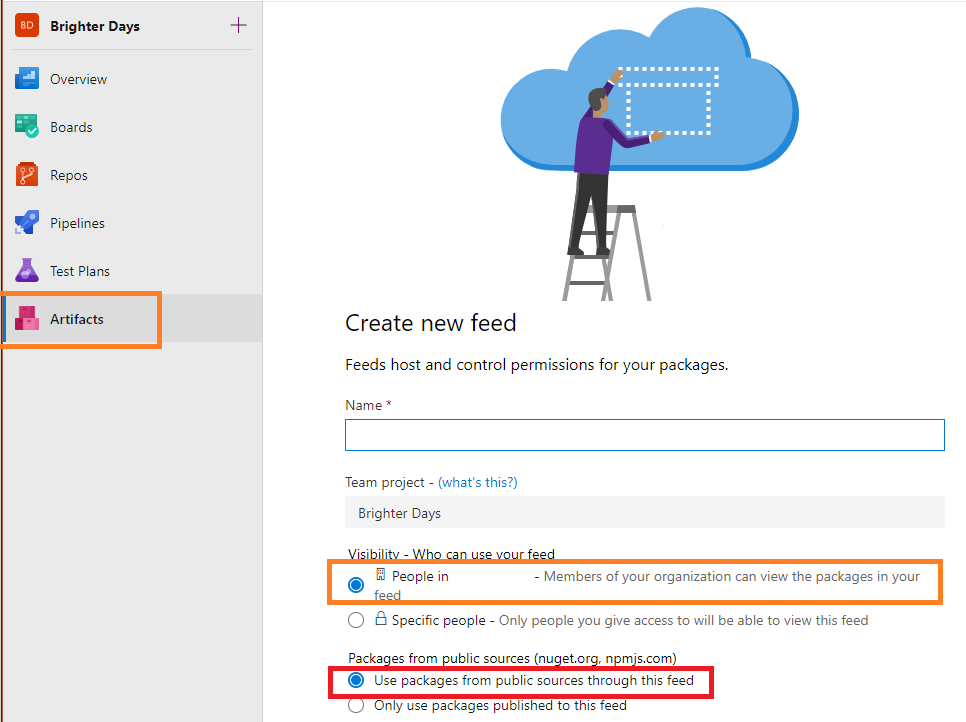 BD Brighter Days
Overview
Boards
Repos
Pipelines
Test Plans
Artifacts
Create new feed
Feeds host and control permissions for your packages.
Name *
Team project - (what's this?)
Brighter Days
Visibility - Who can use your feed
People in - Members of your organization can view the packages in your
feed
Specific people - Only people you give access to will be able to view this feed
Packages from public sources (nuget.org, npmjs.com)
Use packages from public sources through this feed
Only use packages published to this feed